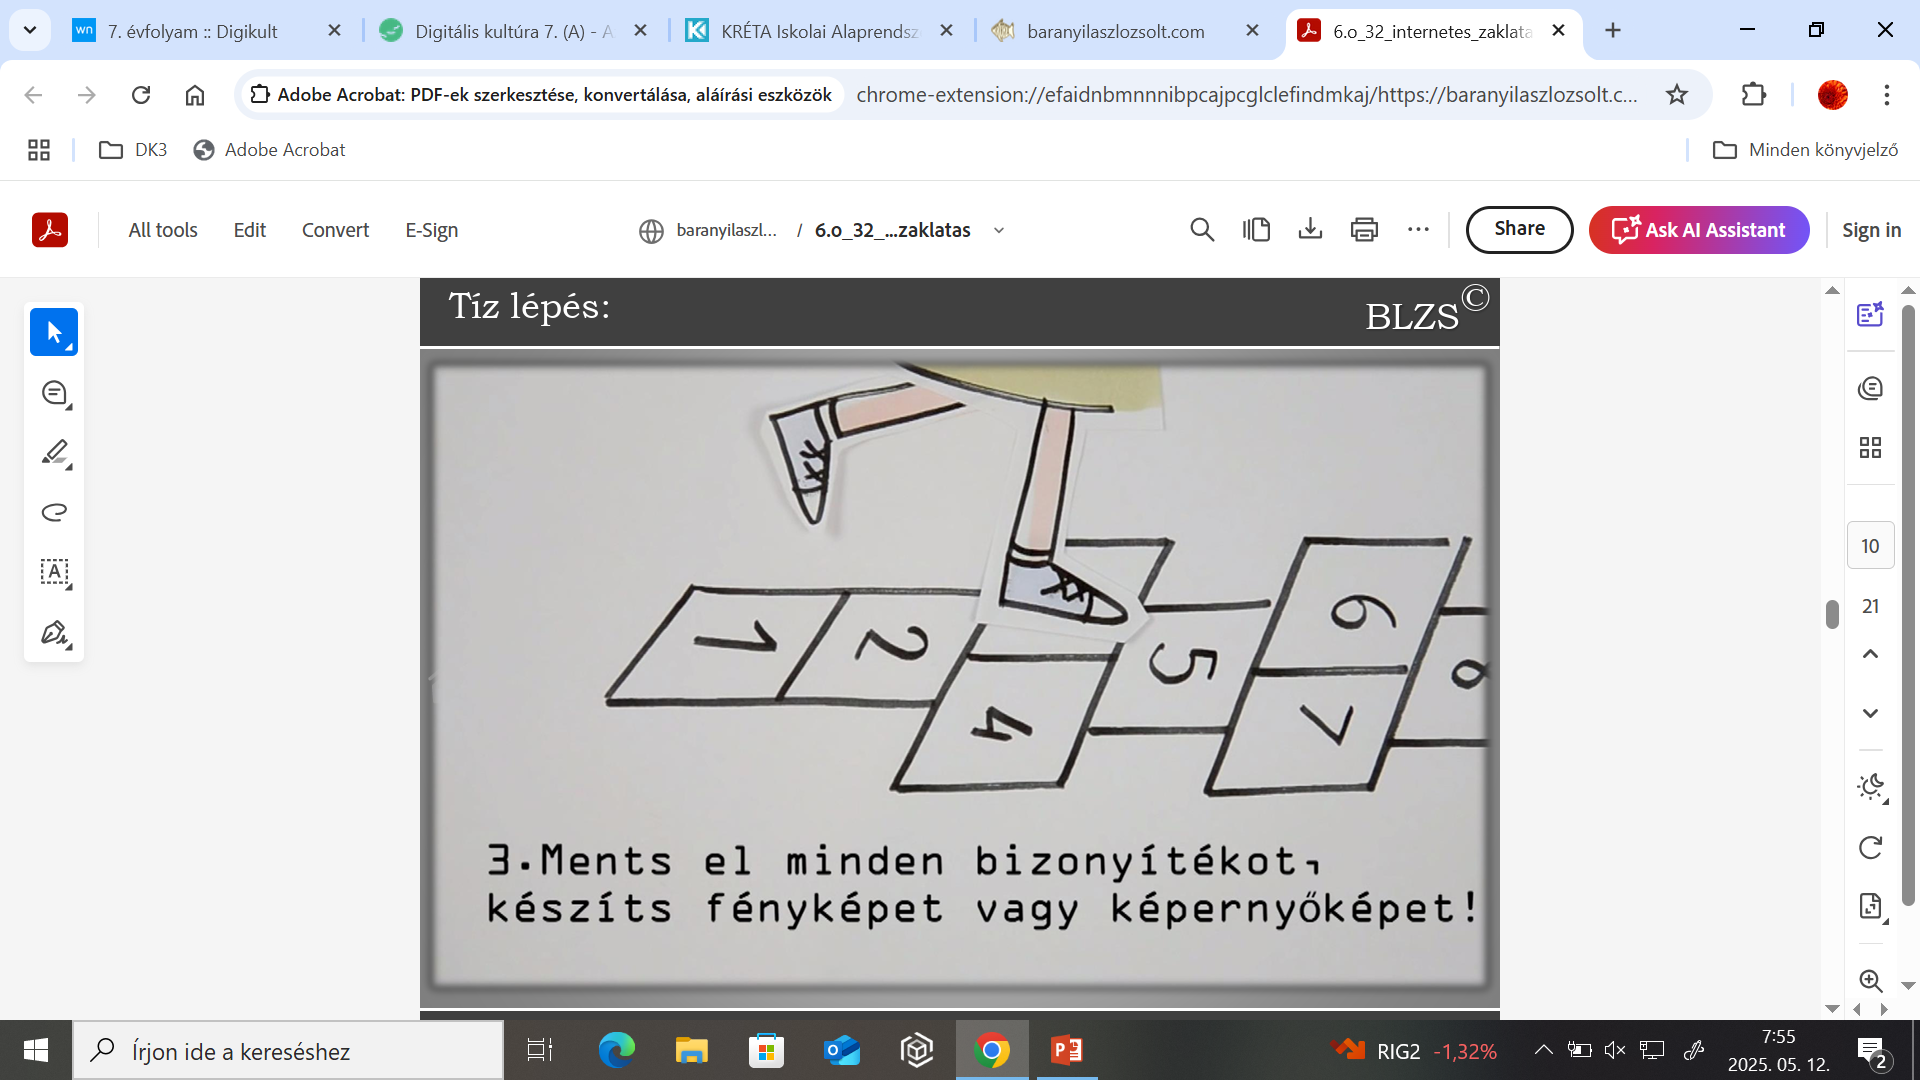 7. évfolyam :: Digikult
Digitális kultúra 7. (A) - A
KRÉTA Iskolai Alaprendsz
baranyilaszlozsolt.com
6.o_32_internetes_zaklata
Adobe Acrobat: PDF-ek szerkesztése, konvertálása, aláírási eszközök
chrome-extension://efaidnbmnnnibpcajpcglclefindmkaj/https://baranyilaszlozsolt.c...
DK3
Adobe Acrobat
Minden könyvjelző
All tools
Edit
Convert
E-Sign
baranyilaszl... / 6.o_32_...zaklatas
Share
Ask AI Assistant
Sign in
Tíz lépés:
BLZS©
1
2
4
5
6
7
8
3.Ments el minden bizonyítékot,
készíts fényképet vagy képernyőképet!
10
21
Írjon ide a kereséshez
RIG2 -1,32%
7:55
2025. 05. 12.
2